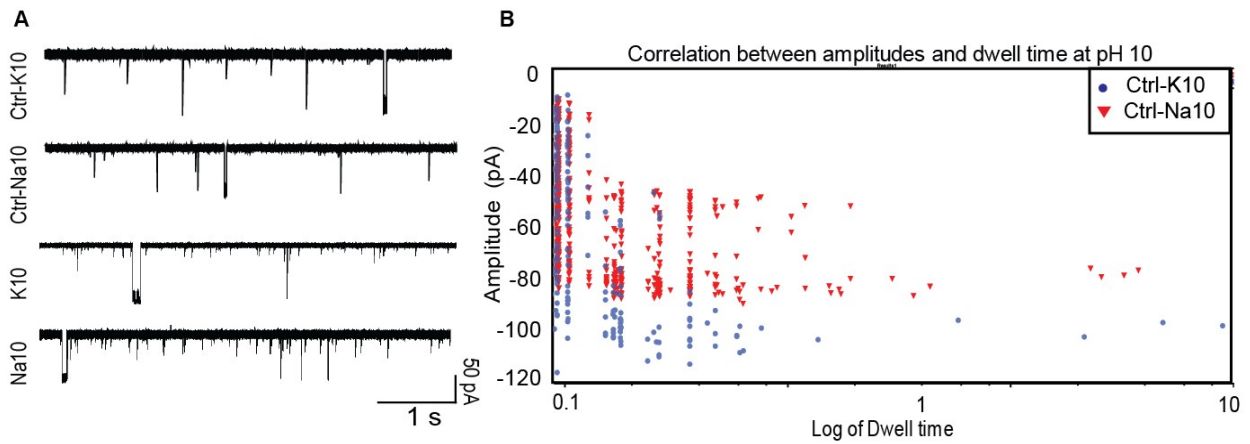 A
Ctrl-K10
Ctrl-Na10
K10
Na10
50 pA
1 s
B
Correlation between amplitudes and dwell time at pH 10
Ctrl-K10
Ctrl-Na10
Amplitude (pA)
0
-20
-40
-60
-80
-100
-120
0.1
1
10
Log of Dwell time